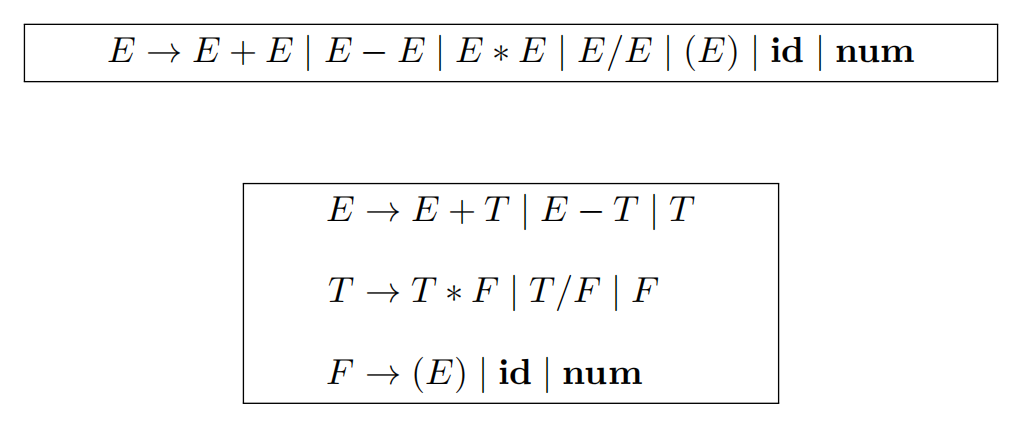 E → E + E | E − E | E ∗ E | E/E | (E) | id | num
E → E + T | E − T | T
T → T ∗ F | T/F | F
F → (E) | id | num